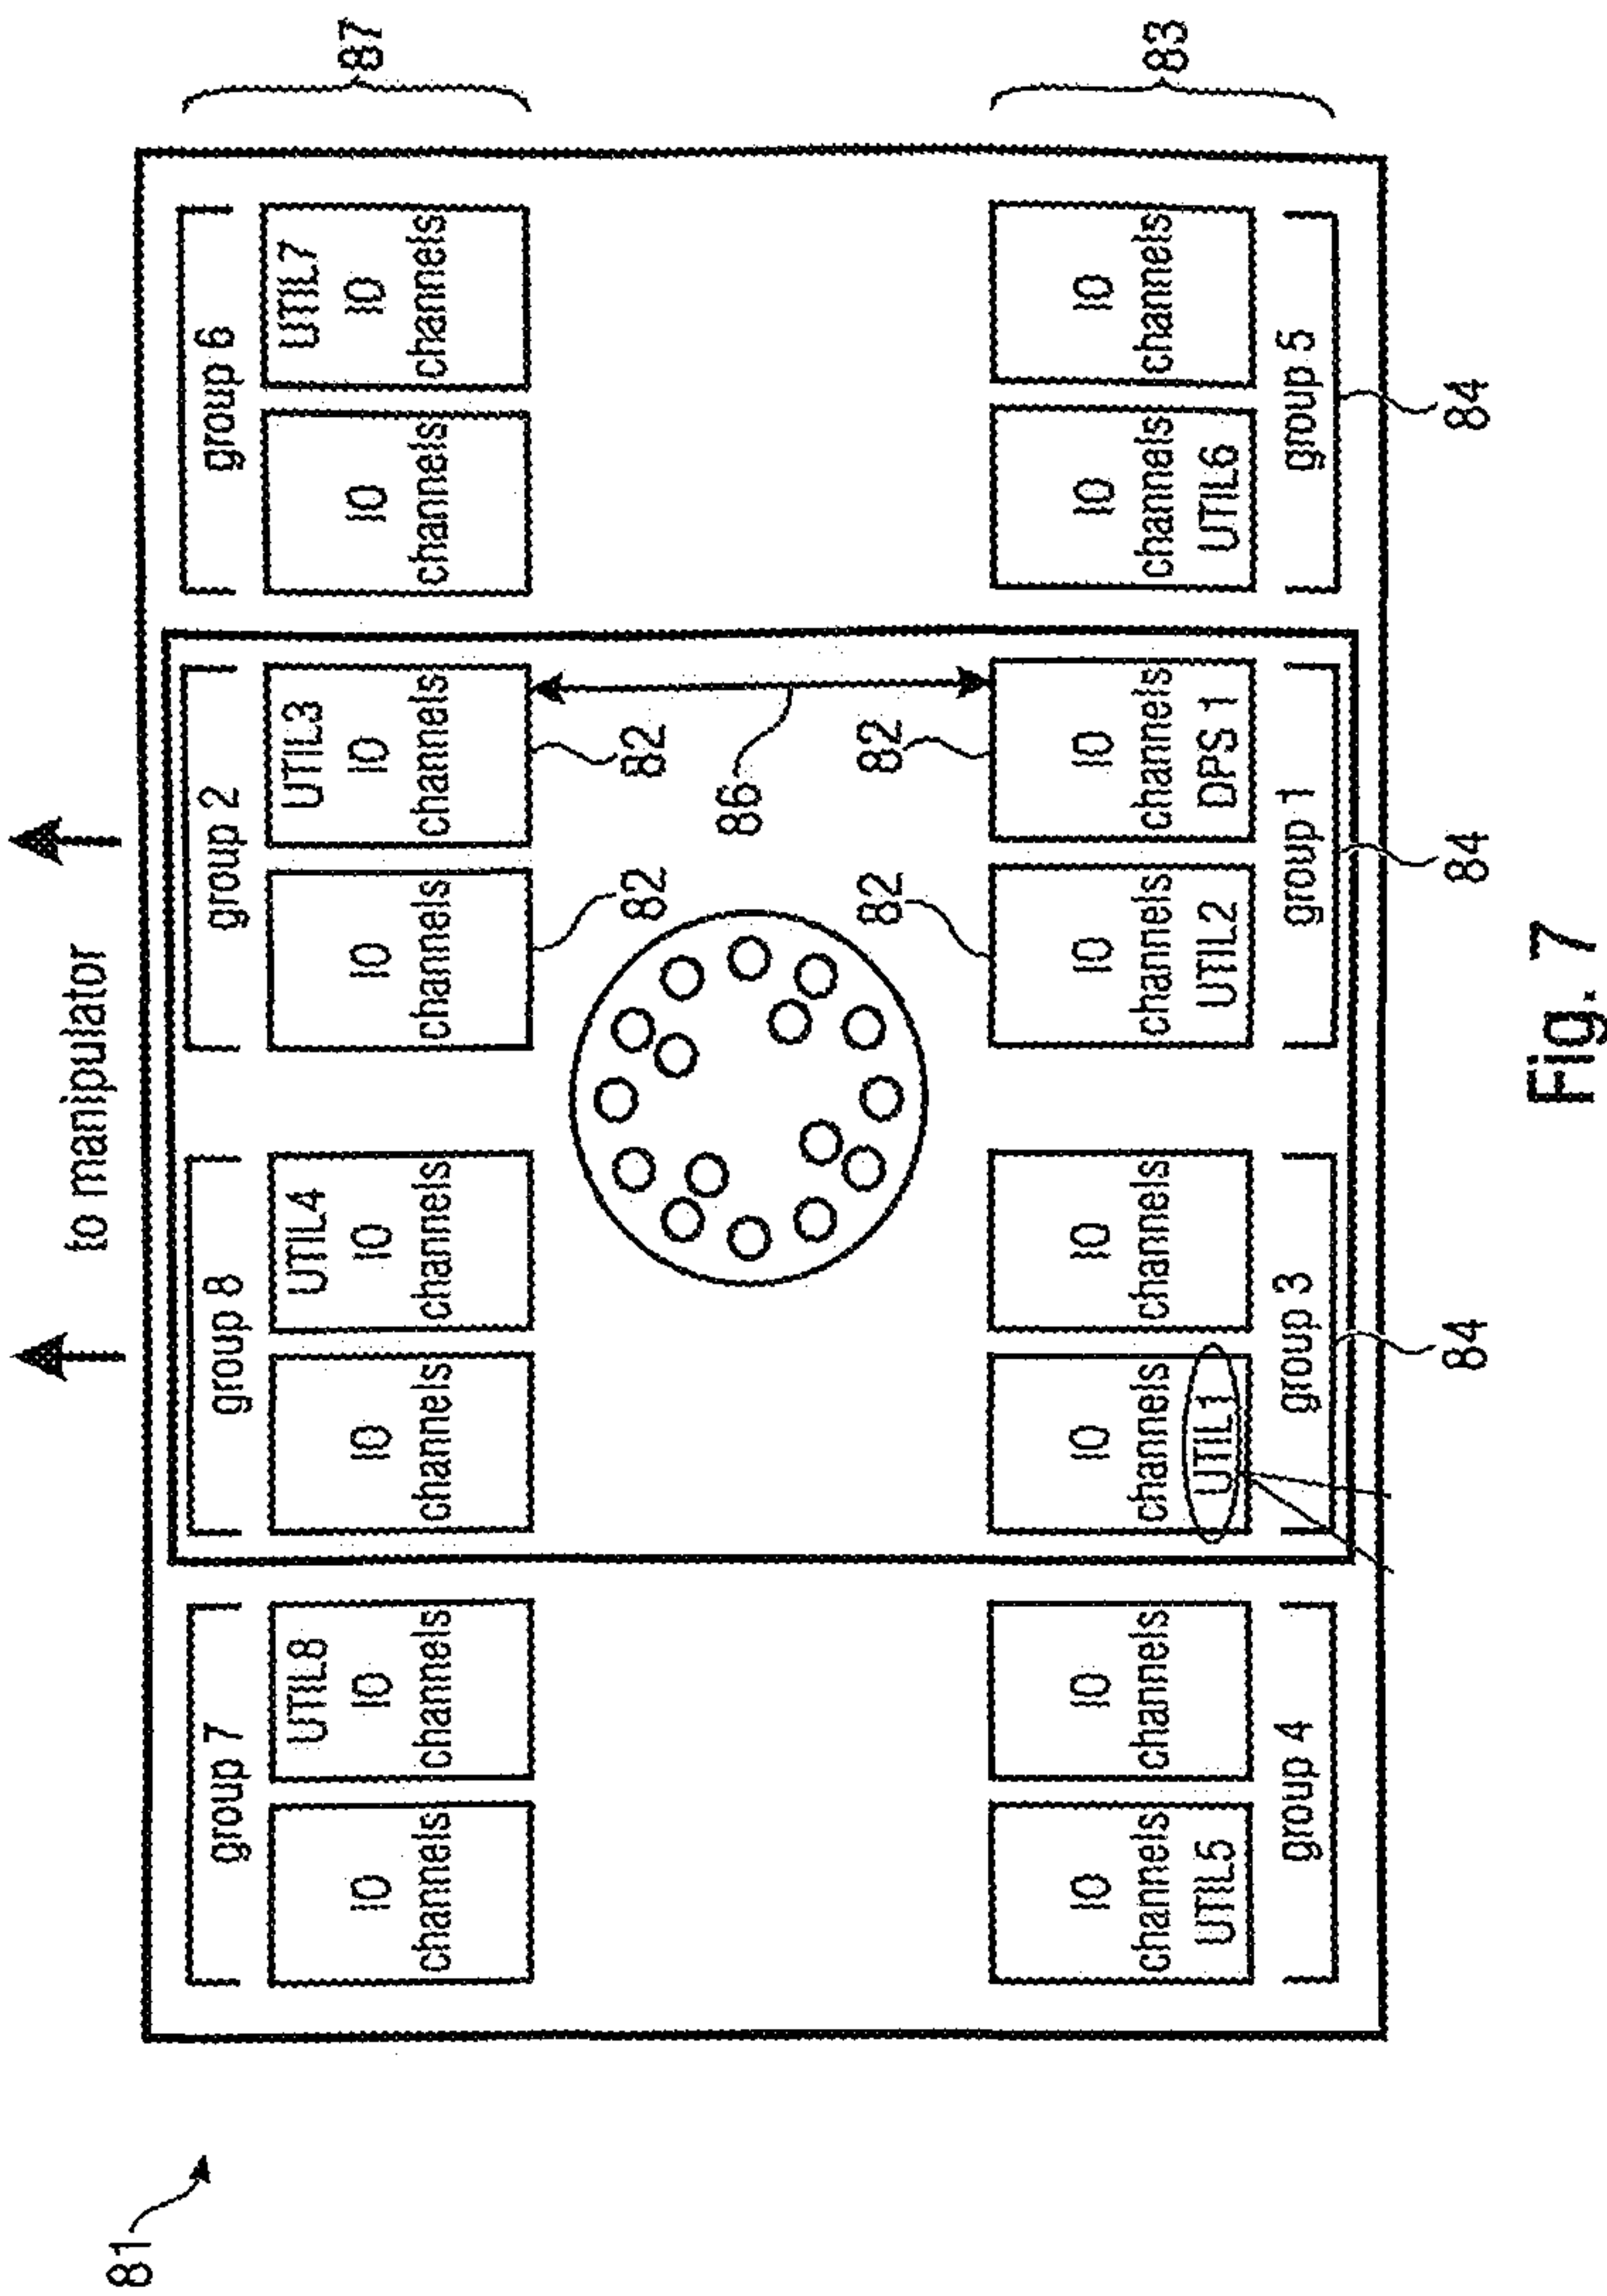 to manipulator
81
group 7 group 8 group 2 group 6
UTIL8 UTIL4 UTIL3 UTIL7
IO IO IO IO IO IO IO IO 87
channels channels channels channels channels channels channels channels
82 82
86
82 82
IO IO IO IO IO IO IO IO
channels channels channels channels channels channels channels channels 83
UTIL5 UTIL1 UTIL2 DPS 1 UTIL6
group 4 group 3 group 1 group 5
84 84 84
Fig. 7